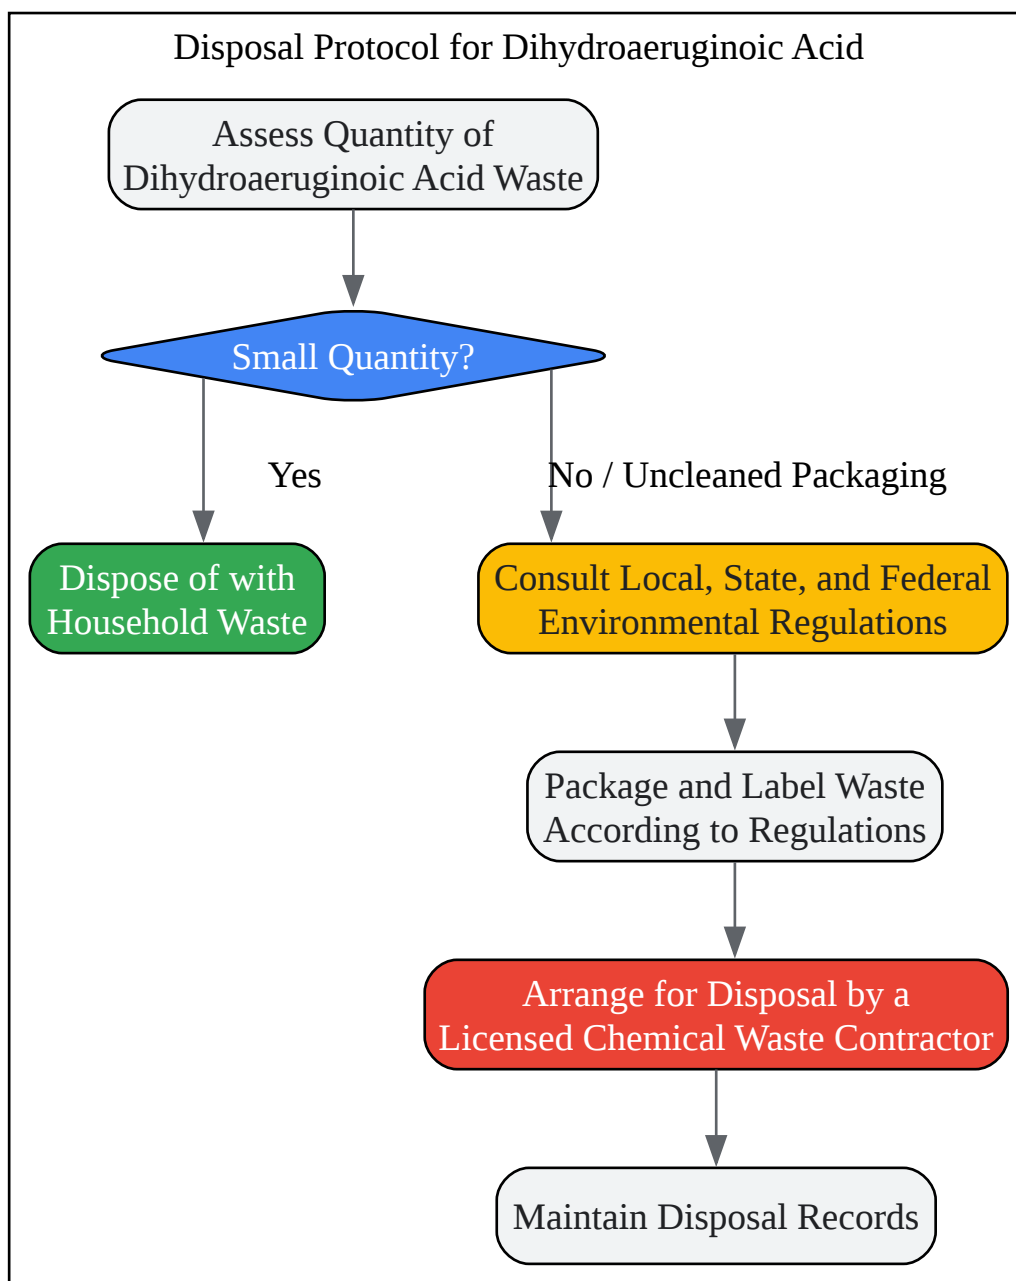 Disposal Protocol for Dihydroaeruginoic Acid
Assess Quantity of
Dihydroaeruginoic Acid Waste
Small Quantity?
Yes
No / Uncleaned Packaging
Dispose of with
Household Waste
Consult Local, State, and Federal
Environmental Regulations
Package and Label Waste
According to Regulations
Arrange for Disposal by a
Licensed Chemical Waste Contractor
Maintain Disposal Records